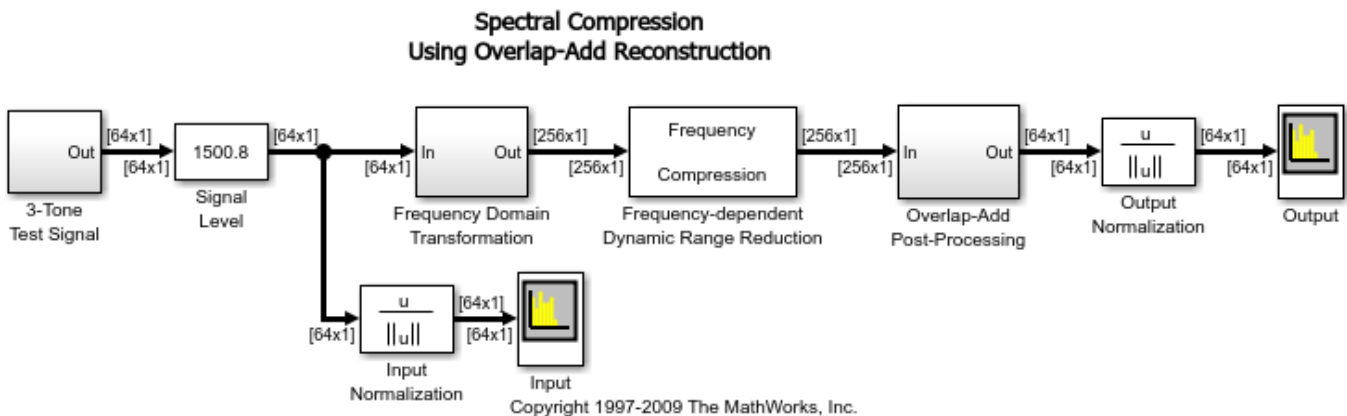 Spectral Compression
Using Overlap-Add Reconstruction
Out
[64x1]
[64x1]
1500.8
[64x1]
[64x1]
In
Out
[256x1]
[256x1]
Frequency
Compression
[256x1]
[256x1]
In
Out
[64x1]
[64x1]
u
||u||
[64x1]
[64x1]
3-Tone
Test Signal
Signal
Level
Frequency Domain
Transformation
Frequency-dependent
Dynamic Range Reduction
Overlap-Add
Post-Processing
Output
Normalization
Output
[64x1]
u
||u||
[64x1]
[64x1]
Input
Normalization
Input
Copyright 1997-2009 The MathWorks, Inc.